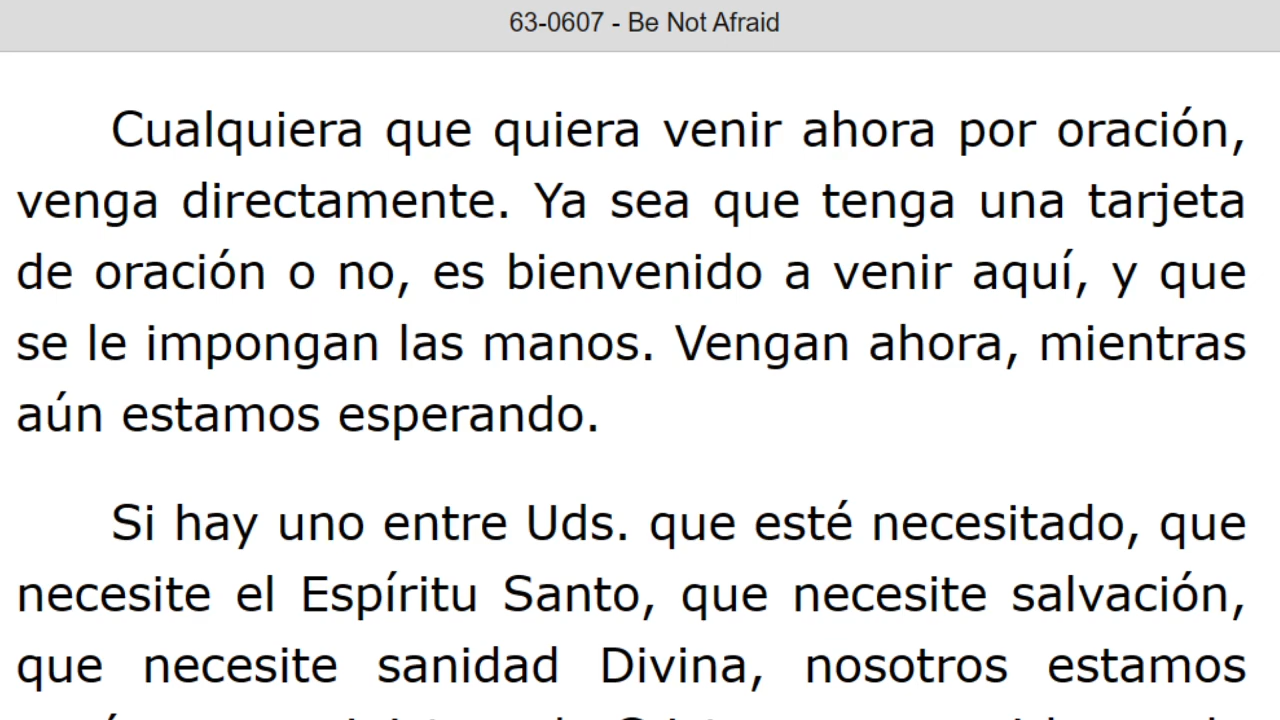 63-0607 - Be Not Afraid
Cualquiera que quiera venir ahora por oración,
venga directamente. Ya sea que tenga una tarjeta
de oración o no, es bienvenido a venir aquí, y que
se le impongan las manos. Vengan ahora, mientras
aún estamos esperando.
Si hay uno entre Uds. que esté necesitado, que
necesite el Espíritu Santo, que necesite salvación,
que necesite sanidad Divina, nosotros estamos